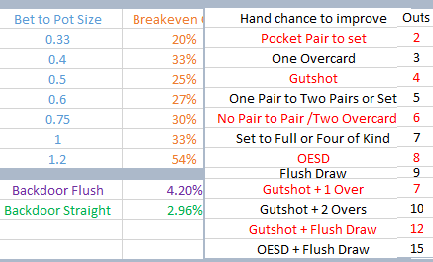 Bet to Pot Size Breakeven Hand chance to improve Outs
0.33 20% Pocket Pair to set 2
0.4 33% One Overcard 3
0.5 25% Gutshot 4
0.6 27% One Pair to Two Pairs or Set 5
0.75 30% No Pair to Pair /Two Overcard 6
1 33% Set to Full or Four of Kind 7
1.2 54% OESD 8
Flush Draw 9
Backdoor Flush 4.20% Gutshot + 1 Over 7
Backdoor Straight 2.96% Gutshot + 2 Overs 10
Gutshot + Flush Draw 12
OESD + Flush Draw 15